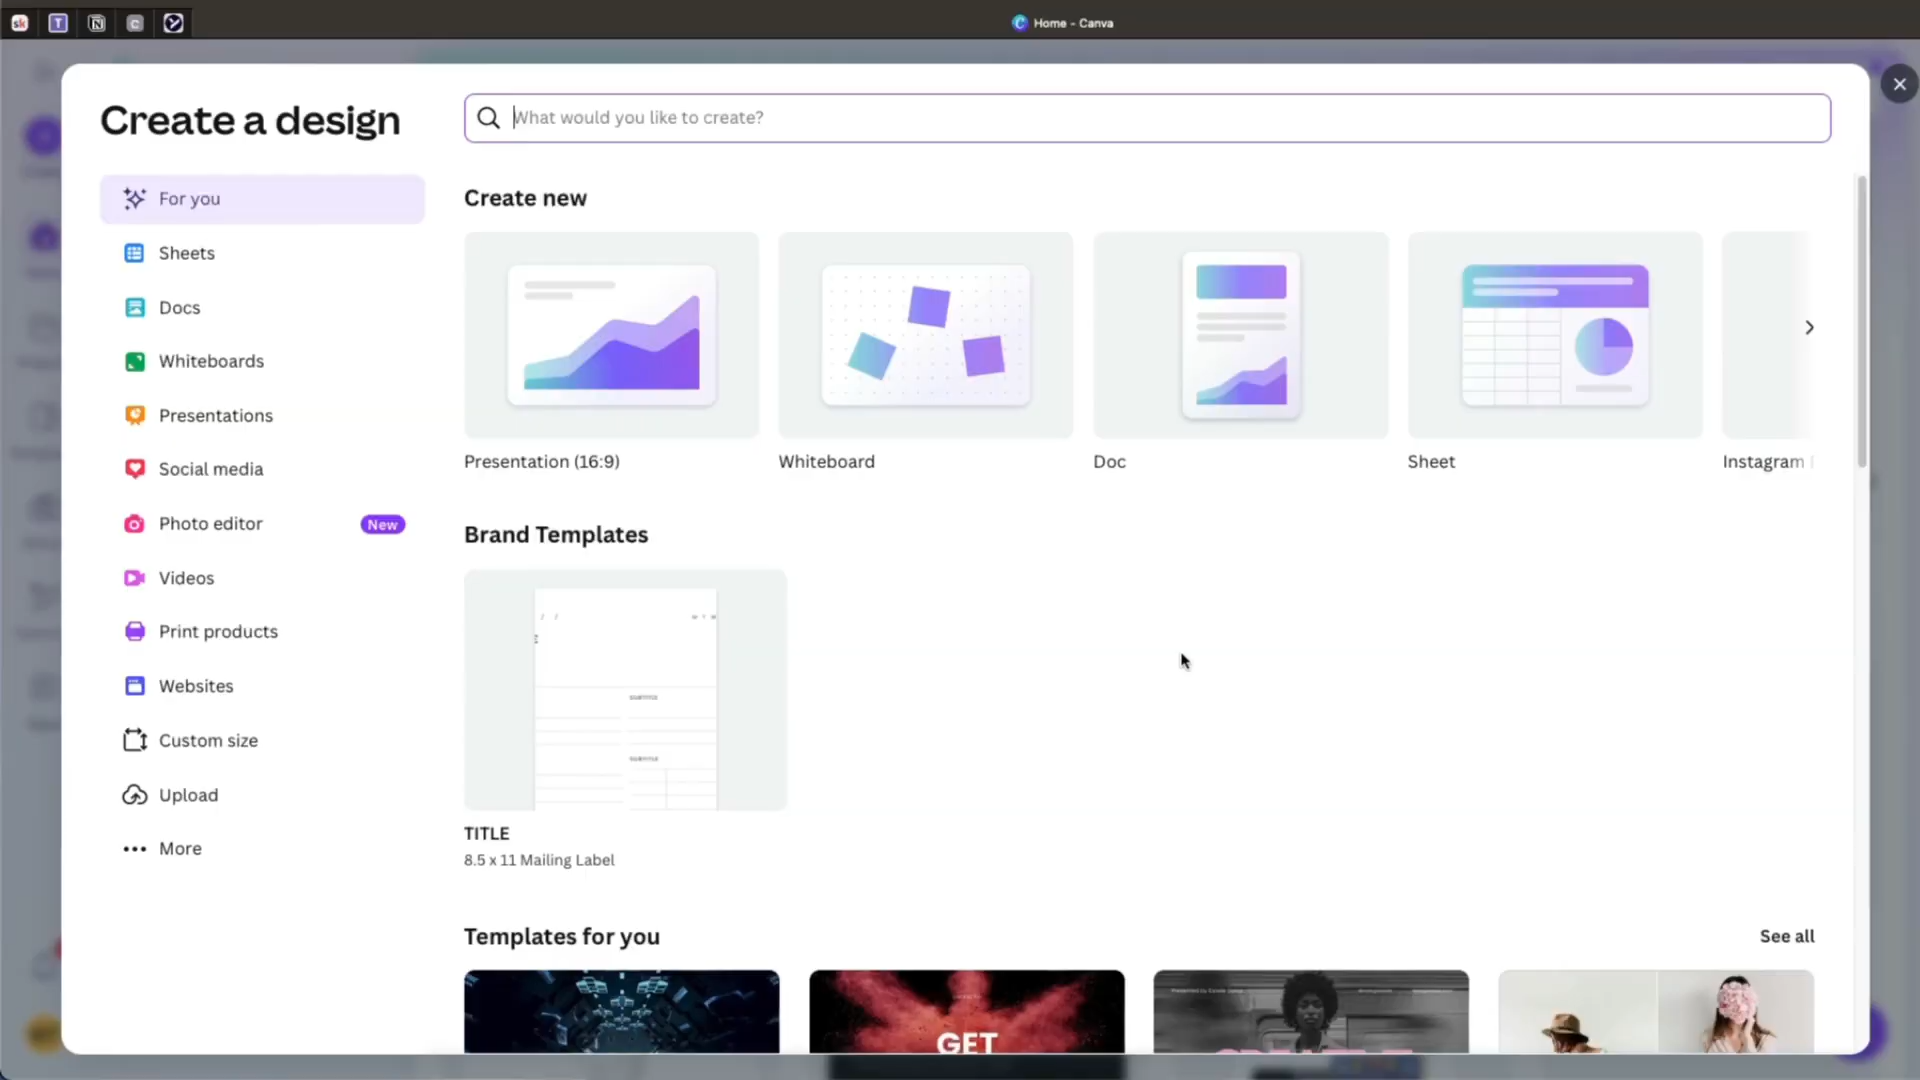 Home - Canva
Create a design
What would you like to create?
For you
Sheets
Docs
Whiteboards
Presentations
Social media
Photo editor
New
Videos
Print products
Websites
Custom size
Upload
More
Create new
Presentation (16:9)
Whiteboard
Doc
Sheet
Instagram
Brand Templates
SUBTITLE
SUBTITLE
TITLE
8.5 x 11 Mailing Label
Templates for you
See all
GET